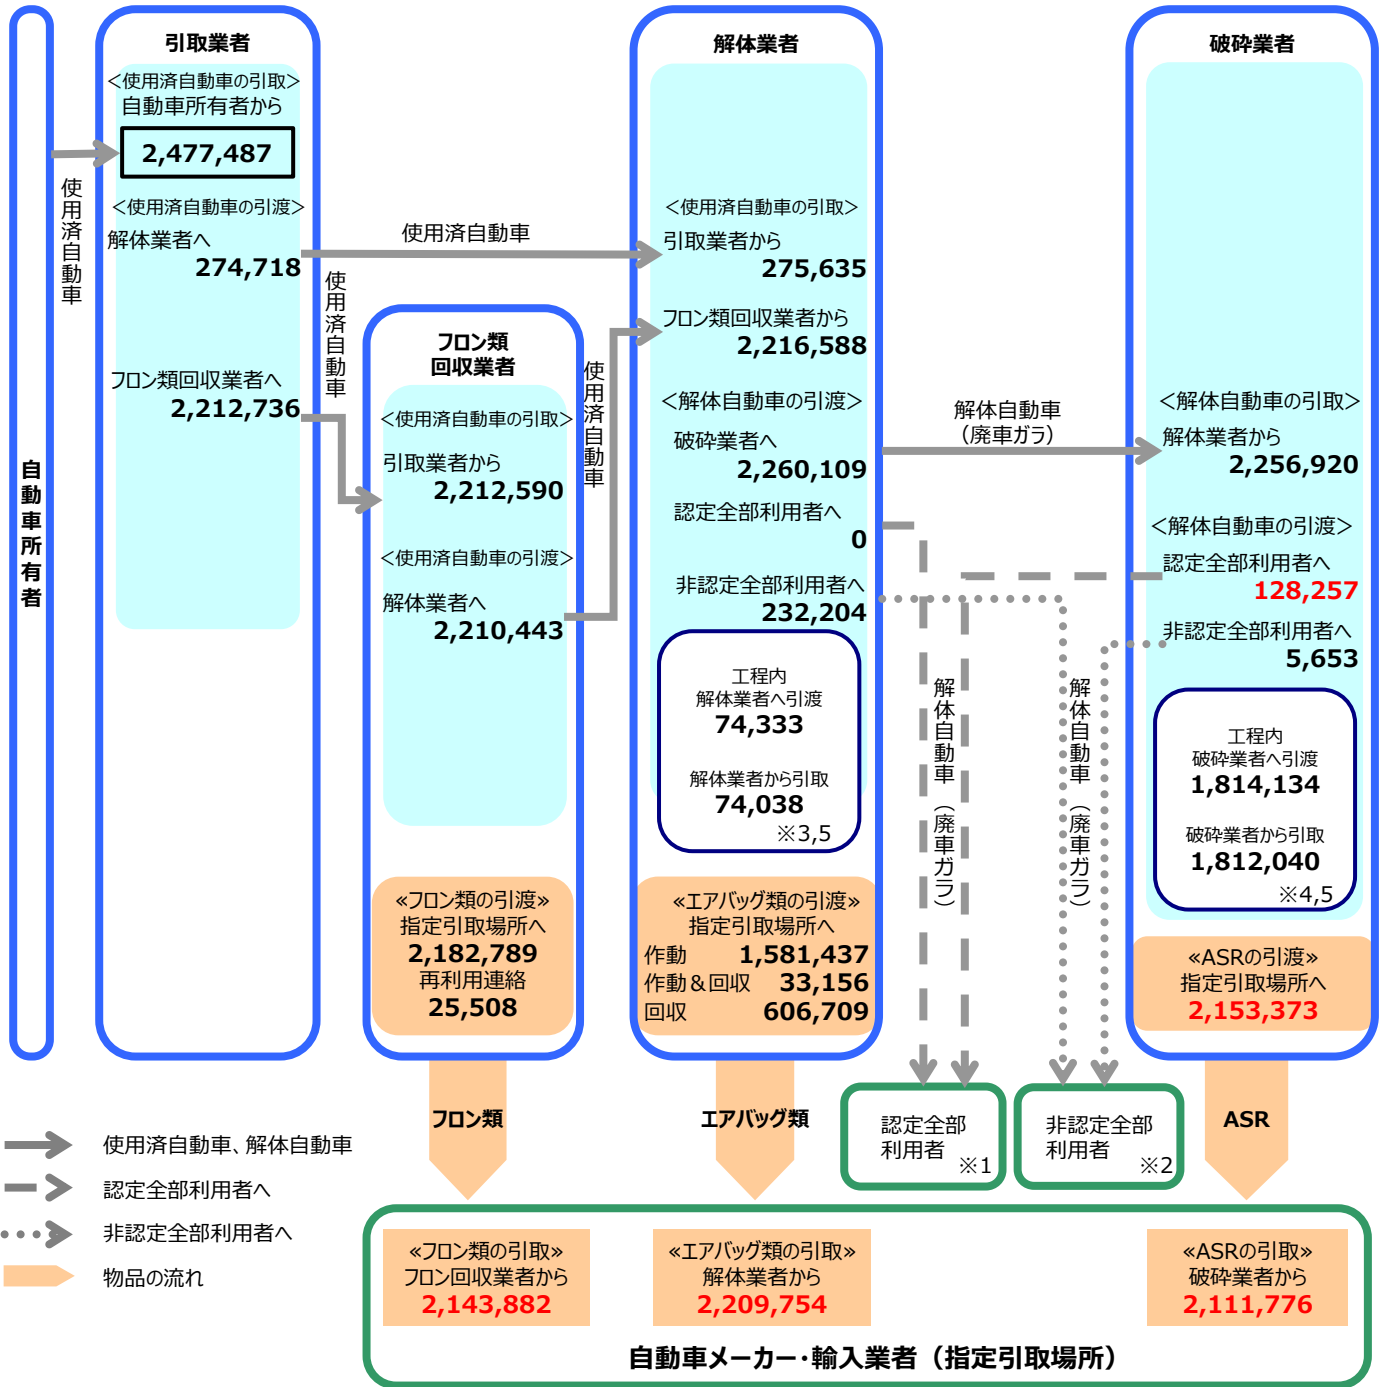 自動車所有者
使用済自動車
引取業者
<使用済自動車の引取>
自動車所有者から
2,477,487
<使用済自動車の引渡>
解体業者へ
274,718
フロン類回収業者へ
2,212,736
使用済自動車
使用済自動車
フロン類
回収業者
<使用済自動車の引取>
引取業者から
2,212,590
<使用済自動車の引渡>
解体業者へ
2,210,443
«フロン類の引渡»
指定引取場所へ
2,182,789
再利用連絡
25,508
使用済自動車
解体業者
<使用済自動車の引取>
引取業者から
275,635
フロン類回収業者から
2,216,588
<解体自動車の引渡>
破砕業者へ
2,260,109
認定全部利用者へ
0
非認定全部利用者へ
232,204
工程内
解体業者へ引渡
74,333
解体業者から引取
74,038
※3,5
«エアバッグ類の引渡»
指定引取場所へ
作動 1,581,437
作動&回収 33,156
回収 606,709
解体自動車
(廃車ガラ)
解体自動車(廃車ガラ)
解体自動車(廃車ガラ)
破砕業者
<解体自動車の引取>
解体業者から
2,256,920
<解体自動車の引渡>
認定全部利用者へ
128,257
非認定全部利用者へ
5,653
工程内
破砕業者へ引渡
1,814,134
破砕業者から引取
1,812,040
※4,5
«ASRの引渡»
指定引取場所へ
2,153,373
フロン類
エアバッグ類
認定全部
利用者 ※1
非認定全部
利用者 ※2
ASR
使用済自動車、解体自動車
認定全部利用者へ
非認定全部利用者へ
物品の流れ
«フロン類の引取»
フロン回収業者から
2,143,882
«エアバッグ類の引取»
解体業者から
2,209,754
«ASRの引取»
破砕業者から
2,111,776
自動車メーカー・輸入業者(指定引取場所)